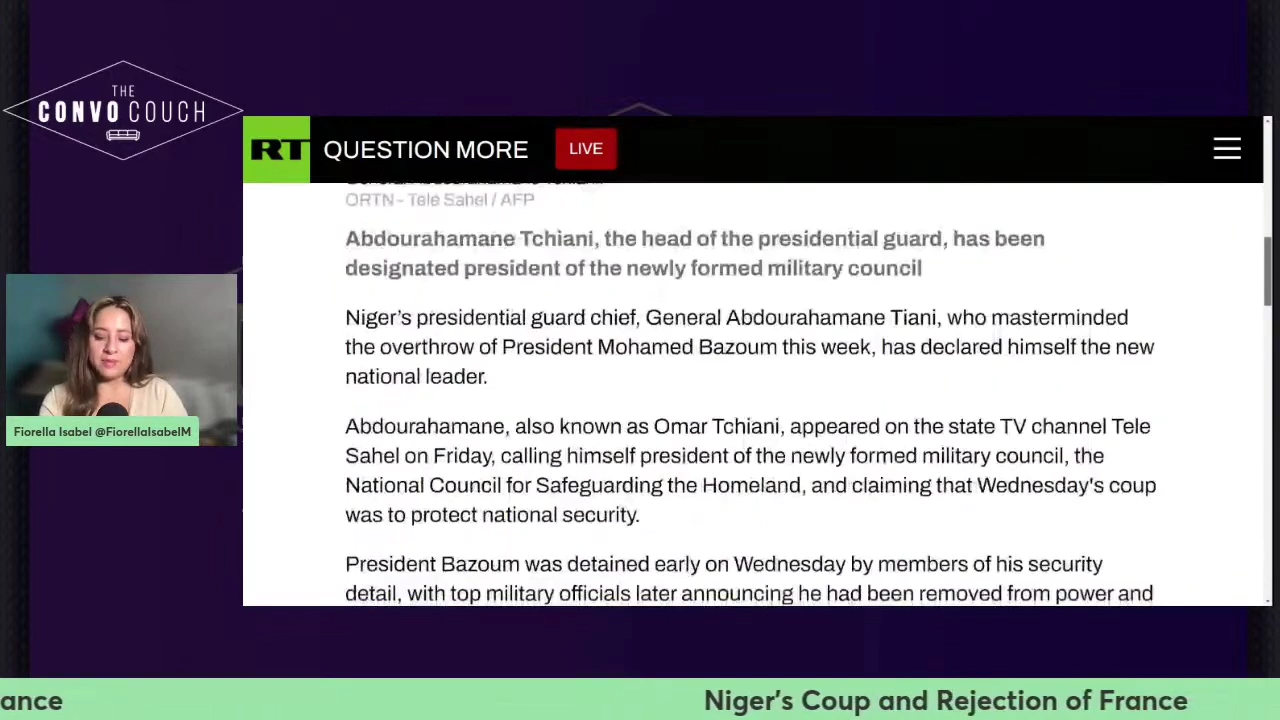 THE
CONVO COUCH
RT QUESTION MORE LIVE
ORTN - Tele Sahel / AFP
Abdourahamane Tchiani, the head of the presidential guard, has been
designated president of the newly formed military council
Niger's presidential guard chief, General Abdourahamane Tiani, who masterminded
the overthrow of President Mohamed Bazoum this week, has declared himself the new
national leader.
Abdourahamane, also known as Omar Tchiani, appeared on the state TV channel Tele
Sahel on Friday, calling himself president of the newly formed military council, the
National Council for Safeguarding the Homeland, and claiming that Wednesday's coup
was to protect national security.
President Bazoum was detained early on Wednesday by members of his security
detail, with top military officials later announcing he had been removed from power and
Fiorella Isabel @FiorellaIsabelM
ance
Niger's Coup and Rejection of France